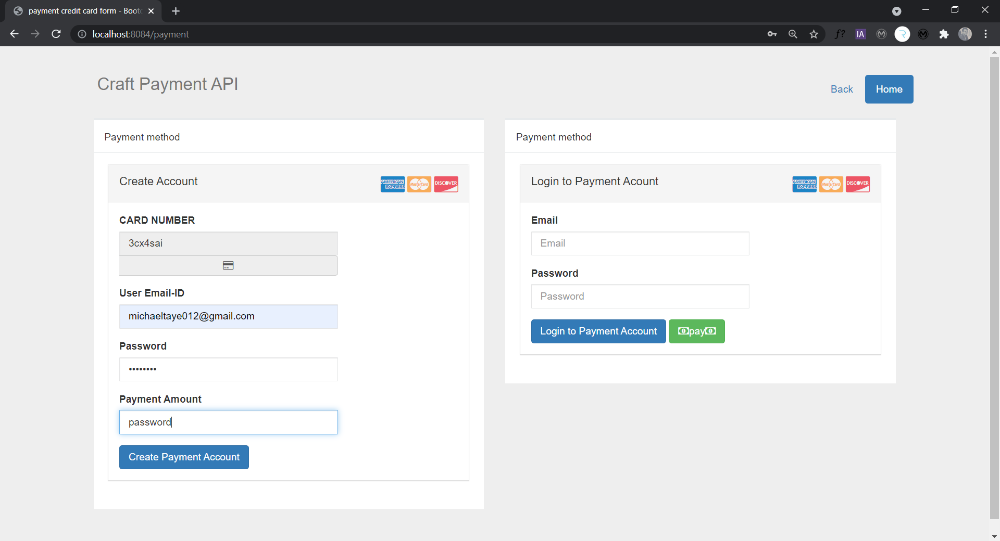 payment credit card form - Boot
localhost:8084/payment
f?
IA
Craft Payment API
Back
Home
Payment method
Create Account
AMERICAN EXPRESS
MasterCard
DISCOVER
CARD NUMBER
3cx4sai
User Email-ID
michaeltaye012@gmail.com
Password
••••••••
Payment Amount
password
Create Payment Account
Payment method
Login to Payment Acount
AMERICAN EXPRESS
MasterCard
DISCOVER
Email
Email
Password
Password
Login to Payment Account
pay